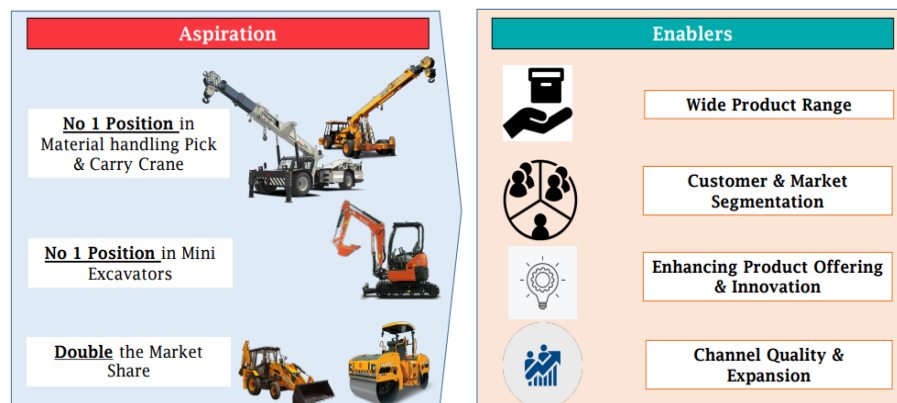 Aspiration
No 1 Position in
Material handling Pick
& Carry Crane
No 1 Position in Mini
Excavators
Double the Market
Share
Enablers
Wide Product Range
Customer & Market
Segmentation
Enhancing Product Offering
& Innovation
Channel Quality &
Expansion